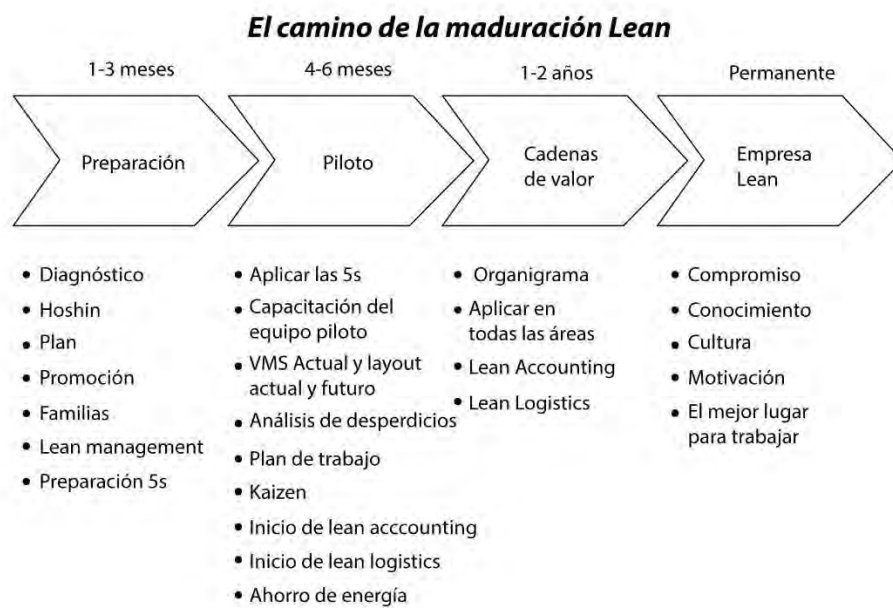 El camino de la maduración Lean
1-3 meses
4-6 meses
1-2 años
Permanente
Preparación
Piloto
Cadenas
de valor
Empresa
Lean
• Diagnóstico
• Hoshin
• Plan
• Promoción
• Familias
• Lean management
• Preparación 5s
• Aplicar las 5s
• Capacitación del
equipo piloto
• VMS Actual y layout
actual y futuro
• Análisis de desperdicios
• Plan de trabajo
• Kaizen
• Inicio de lean acccounting
• Inicio de lean logistics
• Ahorro de energía
• Organigrama
• Aplicar en
todas las áreas
• Lean Accounting
• Lean Logistics
• Compromiso
• Conocimiento
• Cultura
• Motivación
• El mejor lugar
para trabajar